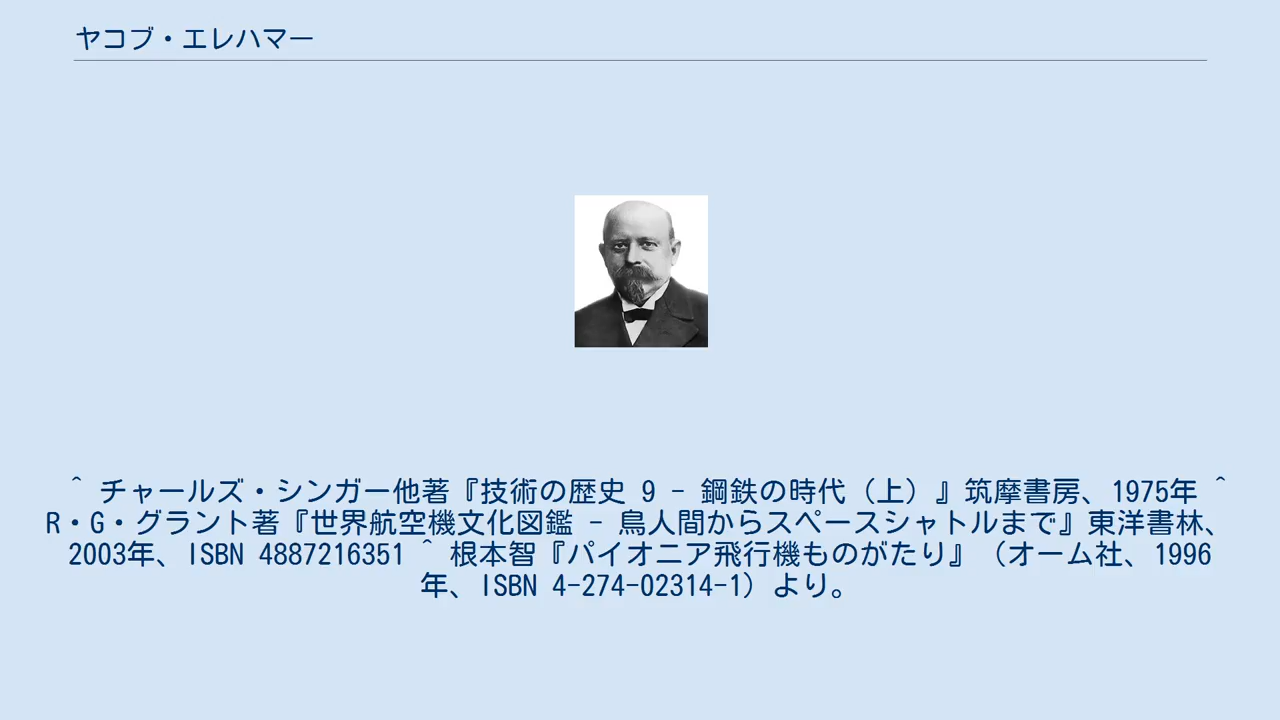 ヤコブ・エレハマー
^ チャールズ・シンガー他著『技術の歴史 9 - 鋼鉄の時代（上）』筑摩書房、1975年 ^
R・G・グラント著『世界航空機文化図鑑 - 鳥人間からスペースシャトルまで』東洋書林、
2003年、ISBN 4887216351 ^ 根本智『パイオニア飛行機ものがたり』（オーム社、1996
年、ISBN 4-274-02314-1）より。